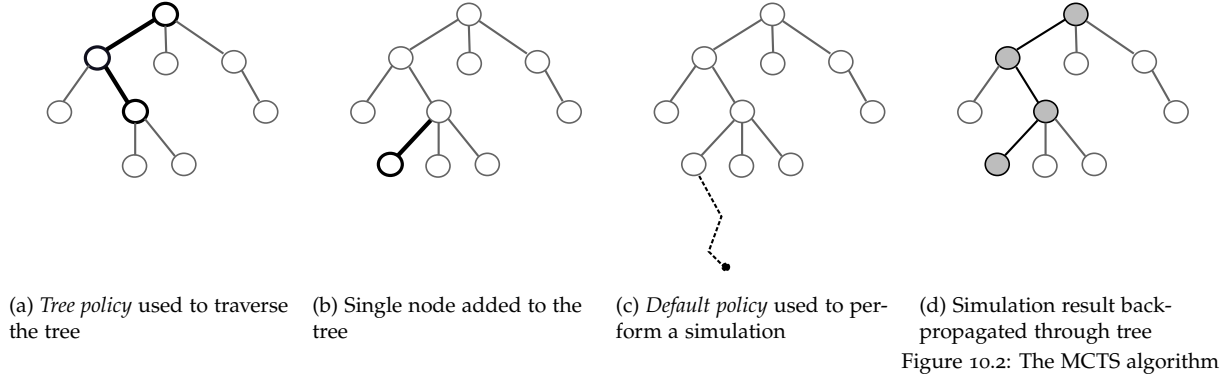 (a) Tree policy used to traverse
the tree
(b) Single node added to the
tree
(c) Default policy used to per-
form a simulation
(d) Simulation result back-
propagated through tree
Figure 10.2: The MCTS algorithm